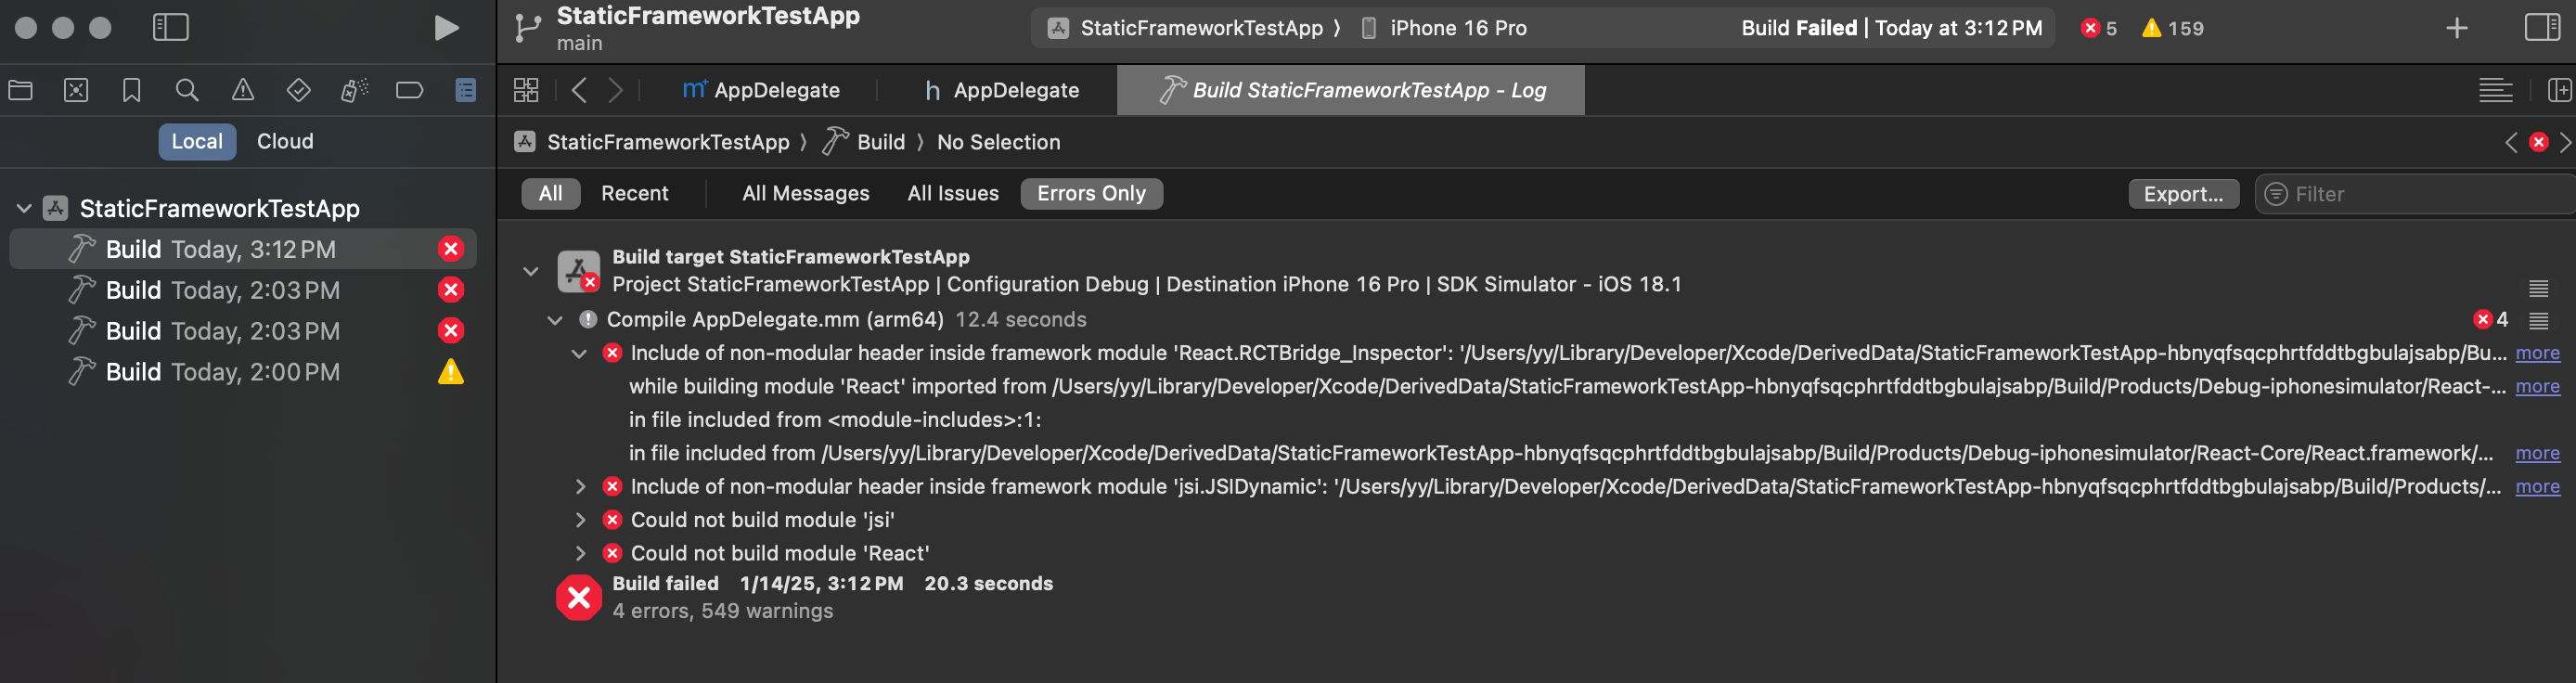 StaticFrameworkTestApp
main
StaticFrameworkTestApp 〉 iPhone 16 Pro
Build Failed | Today at 3:12 PM
5
159
AppDelegate
h AppDelegate
Build StaticFrameworkTestApp - Log
Local
Cloud
StaticFrameworkTestApp 〉 Build 〉 No Selection
All
Recent
All Messages
All Issues
Errors Only
Export...
Filter
StaticFrameworkTestApp
Build Today, 3:12 PM
Build Today, 2:03 PM
Build Today, 2:03 PM
Build Today, 2:00 PM
Build target StaticFrameworkTestApp
Project StaticFrameworkTestApp | Configuration Debug | Destination iPhone 16 Pro | SDK Simulator - iOS 18.1
Compile AppDelegate.mm (arm64) 12.4 seconds
4
Include of non-modular header inside framework module 'React.RCTBridge_Inspector': '/Users/yy/Library/Developer/Xcode/DerivedData/StaticFrameworkTestApp-hbnyqfsqcphrtfddtbgbulajsabp/Bu... more
while building module 'React' imported from /Users/yy/Library/Developer/Xcode/DerivedData/StaticFrameworkTestApp-hbnyqfsqcphrtfddtbgbulajsabp/Build/Products/Debug-iphonesimulator/React-... more
in file included from <module-includes>:1:
in file included from /Users/yy/Library/Developer/Xcode/DerivedData/StaticFrameworkTestApp-hbnyqfsqcphrtfddtbgbulajsabp/Build/Products/Debug-iphonesimulator/React-Core/React.framework/... more
Include of non-modular header inside framework module 'jsi.JSIDynamic': '/Users/yy/Library/Developer/Xcode/DerivedData/StaticFrameworkTestApp-hbnyqfsqcphrtfddtbgbulajsabp/Build/Products/... more
Could not build module 'jsi'
Could not build module 'React'
Build failed 1/14/25, 3:12 PM 20.3 seconds
4 errors, 549 warnings